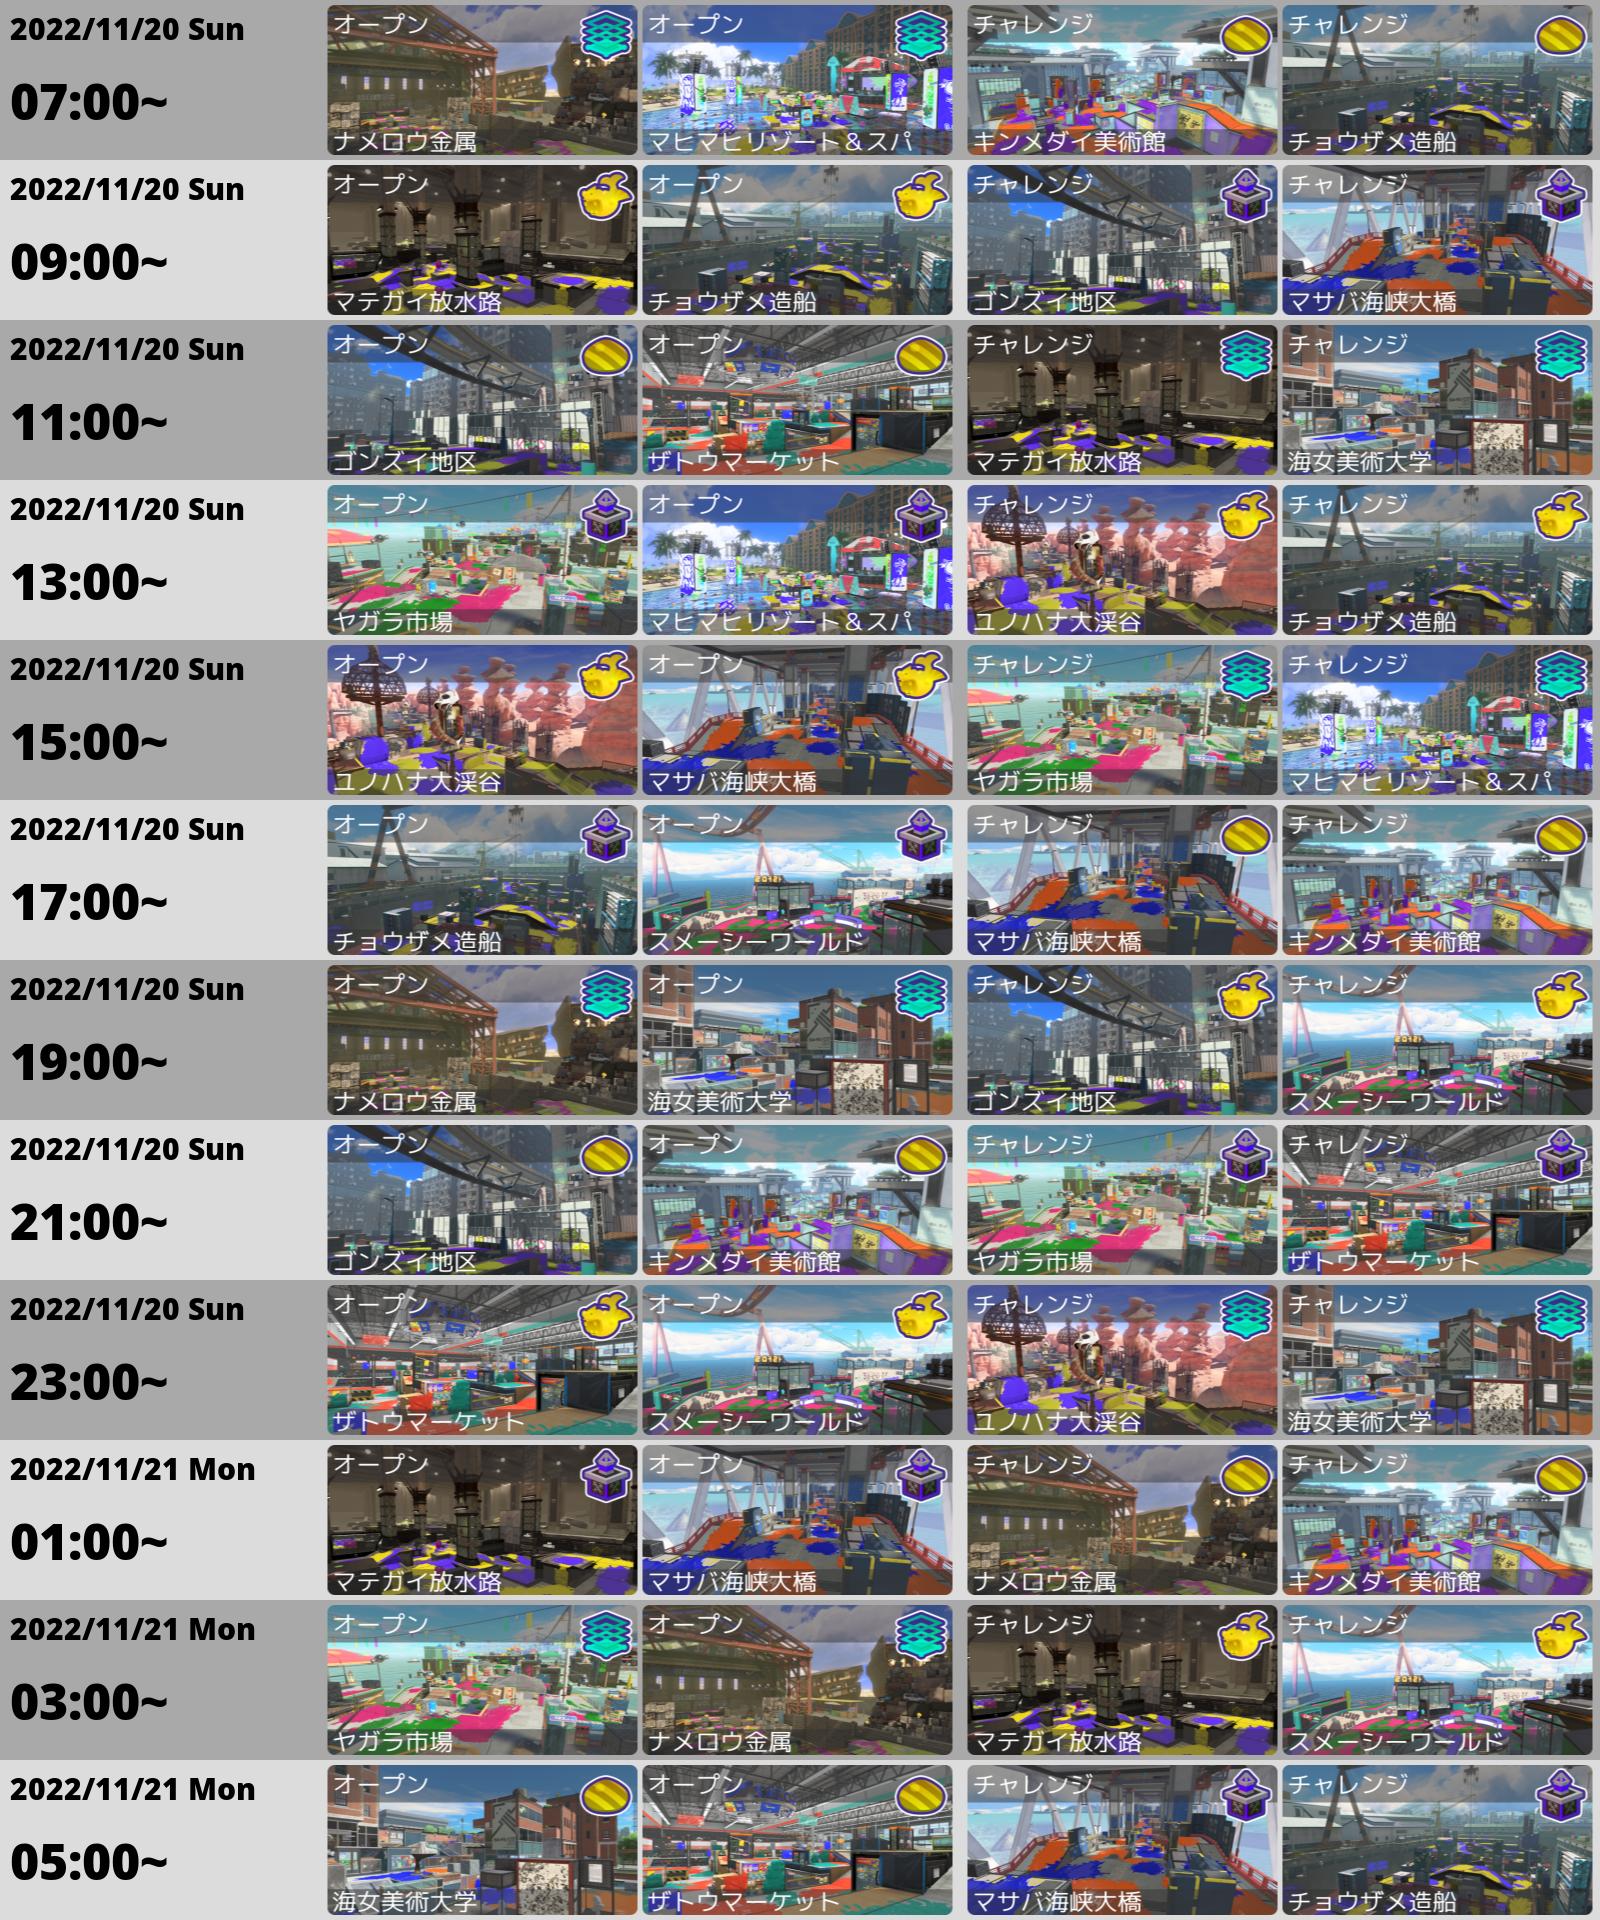 2022/11/20 Sun
07:00~
オープン
ナメロウ金属
オープン
マヒマヒリゾート＆スパ
チャレンジ
キンメダイ美術館
チャレンジ
チョウザメ造船
2022/11/20 Sun
09:00~
オープン
マテガイ放水路
オープン
チョウザメ造船
チャレンジ
ゴンズイ地区
チャレンジ
マサバ海峡大橋
2022/11/20 Sun
11:00~
オープン
ゴンズイ地区
オープン
ザトウマーケット
チャレンジ
マテガイ放水路
チャレンジ
海女美術大学
2022/11/20 Sun
13:00~
オープン
ヤガラ市場
オープン
マヒマヒリゾート＆スパ
チャレンジ
ユノハナ大渓谷
チャレンジ
チョウザメ造船
2022/11/20 Sun
15:00~
オープン
ユノハナ大渓谷
オープン
マサバ海峡大橋
チャレンジ
ヤガラ市場
チャレンジ
マヒマヒリゾート＆スパ
2022/11/20 Sun
17:00~
オープン
チョウザメ造船
オープン
スメーシーワールド
チャレンジ
マサバ海峡大橋
チャレンジ
キンメダイ美術館
2022/11/20 Sun
19:00~
オープン
ナメロウ金属
オープン
海女美術大学
チャレンジ
ゴンズイ地区
チャレンジ
スメーシーワールド
2022/11/20 Sun
21:00~
オープン
ゴンズイ地区
オープン
キンメダイ美術館
チャレンジ
ヤガラ市場
チャレンジ
ザトウマーケット
2022/11/20 Sun
23:00~
オープン
ザトウマーケット
オープン
スメーシーワールド
チャレンジ
ユノハナ大渓谷
チャレンジ
海女美術大学
2022/11/21 Mon
01:00~
オープン
マテガイ放水路
オープン
マサバ海峡大橋
チャレンジ
ナメロウ金属
チャレンジ
キンメダイ美術館
2022/11/21 Mon
03:00~
オープン
ヤガラ市場
オープン
ナメロウ金属
チャレンジ
マテガイ放水路
チャレンジ
スメーシーワールド
2022/11/21 Mon
05:00~
オープン
海女美術大学
オープン
ザトウマーケット
チャレンジ
マサバ海峡大橋
チャレンジ
チョウザメ造船